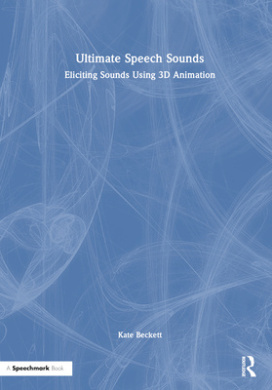 Ultimate Speech Sounds
Eliciting Sounds Using 3D Animation
Kate Beckett
A Speechmark Book
R